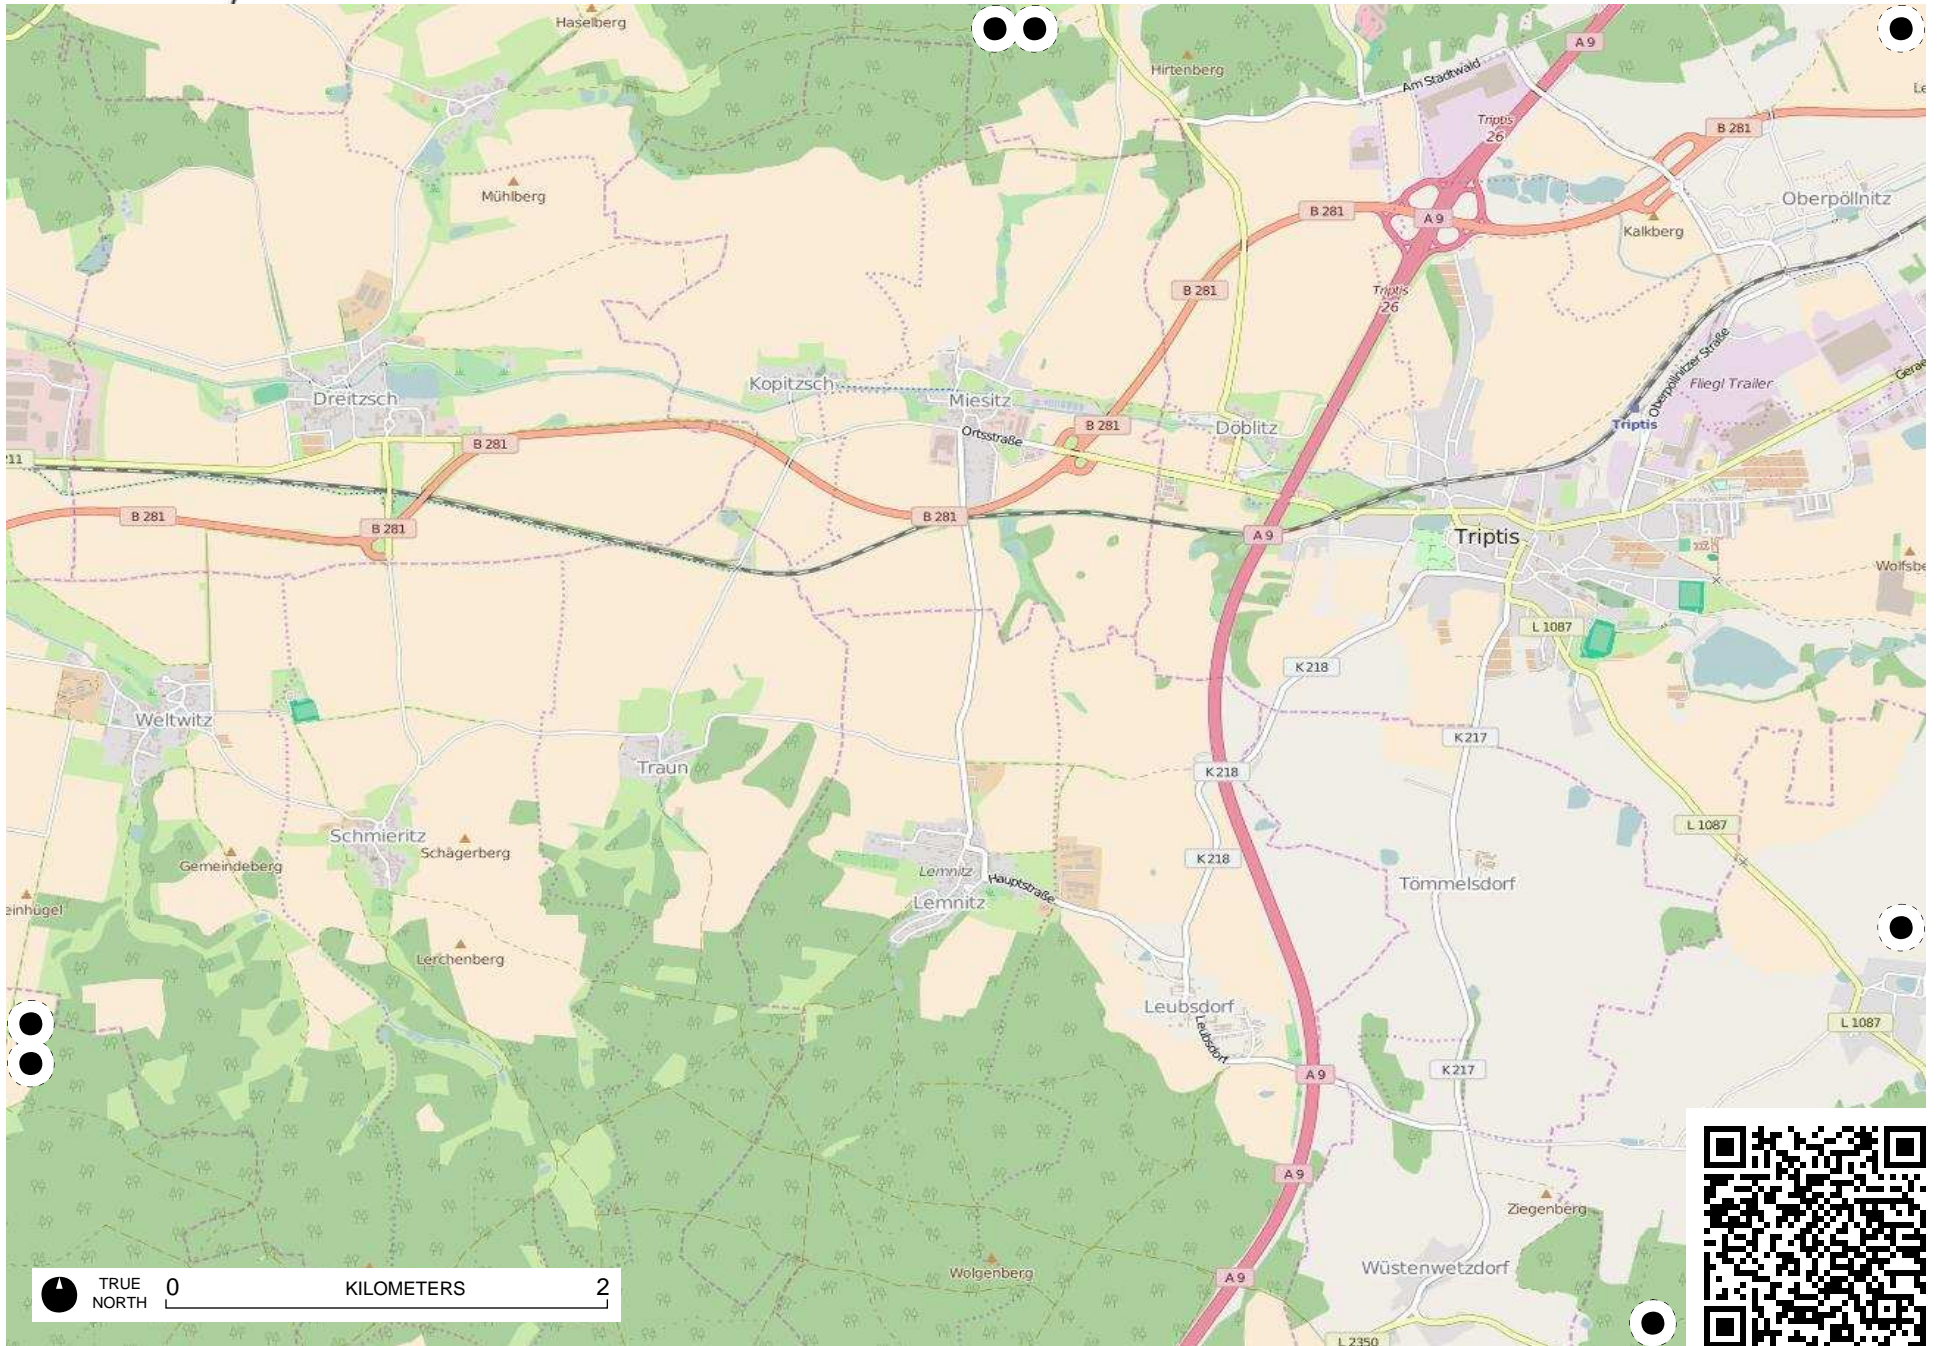 Haselberg
Hirtenberg
Am Stadtwald
A 9
Triptis
26
B 281
Mühlberg
Oberpöllnitz
B 281
A 9
Kalkberg
B 281
Triptis
26
Oberpöllnitzer Straße
Fliegl Trailer
Kopitzsch
Dreitzsch
Miesitz
Triptis
B 281
Döblitz
Ortsstraße
B 281
B 281
B 281
B 281
A 9
Triptis
Wolfsbe
L 1087
K 218
Weltwitz
K 217
Traun
K 218
L 1087
Schmieritz
Schägerberg
K 218
Gemeindeberg
Lemnitz
Hauptstraße
Tömmelsdorf
Lemnitz
einhügel
Lerchenberg
Leubsdorf
Leubsdorf
L 1087
A 9
K 217
A 9
Ziegenberg
Wolgenberg
Wüstenwetzdorf
A 9
TRUE
NORTH
0 KILOMETERS 2
L 2350